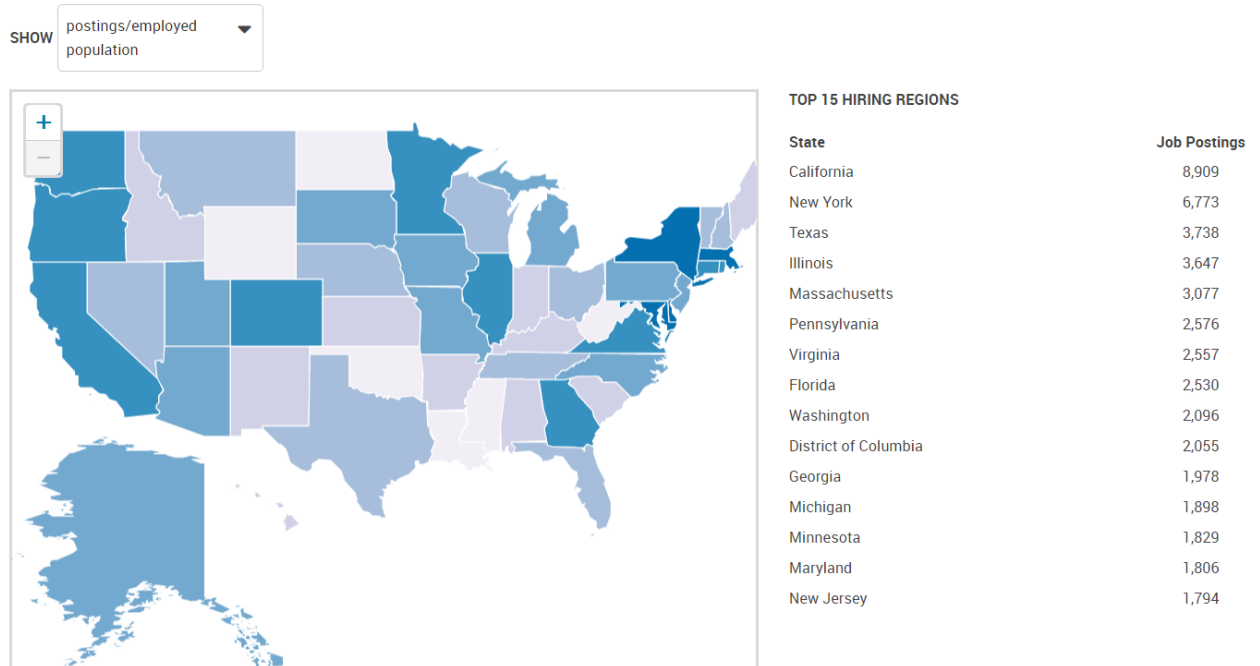 SHOW
postings/employed
population
+
−
TOP 15 HIRING REGIONS
State Job Postings
California 8,909
New York 6,773
Texas 3,738
Illinois 3,647
Massachusetts 3,077
Pennsylvania 2,576
Virginia 2,557
Florida 2,530
Washington 2,096
District of Columbia 2,055
Georgia 1,978
Michigan 1,898
Minnesota 1,829
Maryland 1,806
New Jersey 1,794